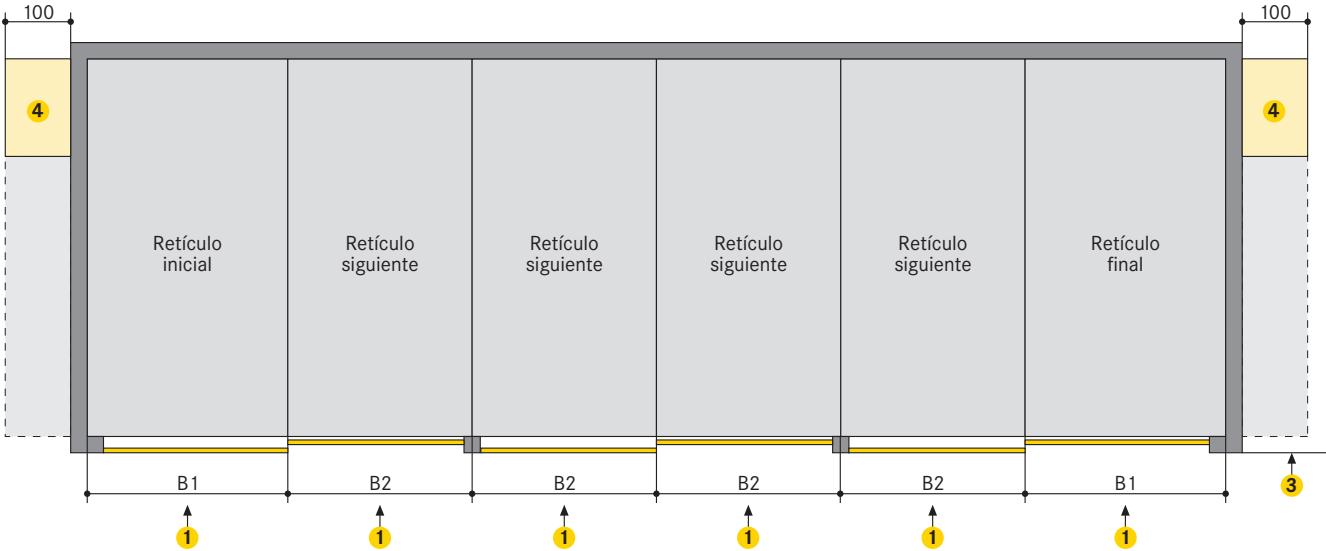 100
100
4
4
Retículo
inicial
Retículo
siguiente
Retículo
siguiente
Retículo
siguiente
Retículo
siguiente
Retículo
final
B1
B2
B2
B2
B2
B1
3
1
1
1
1
1
1